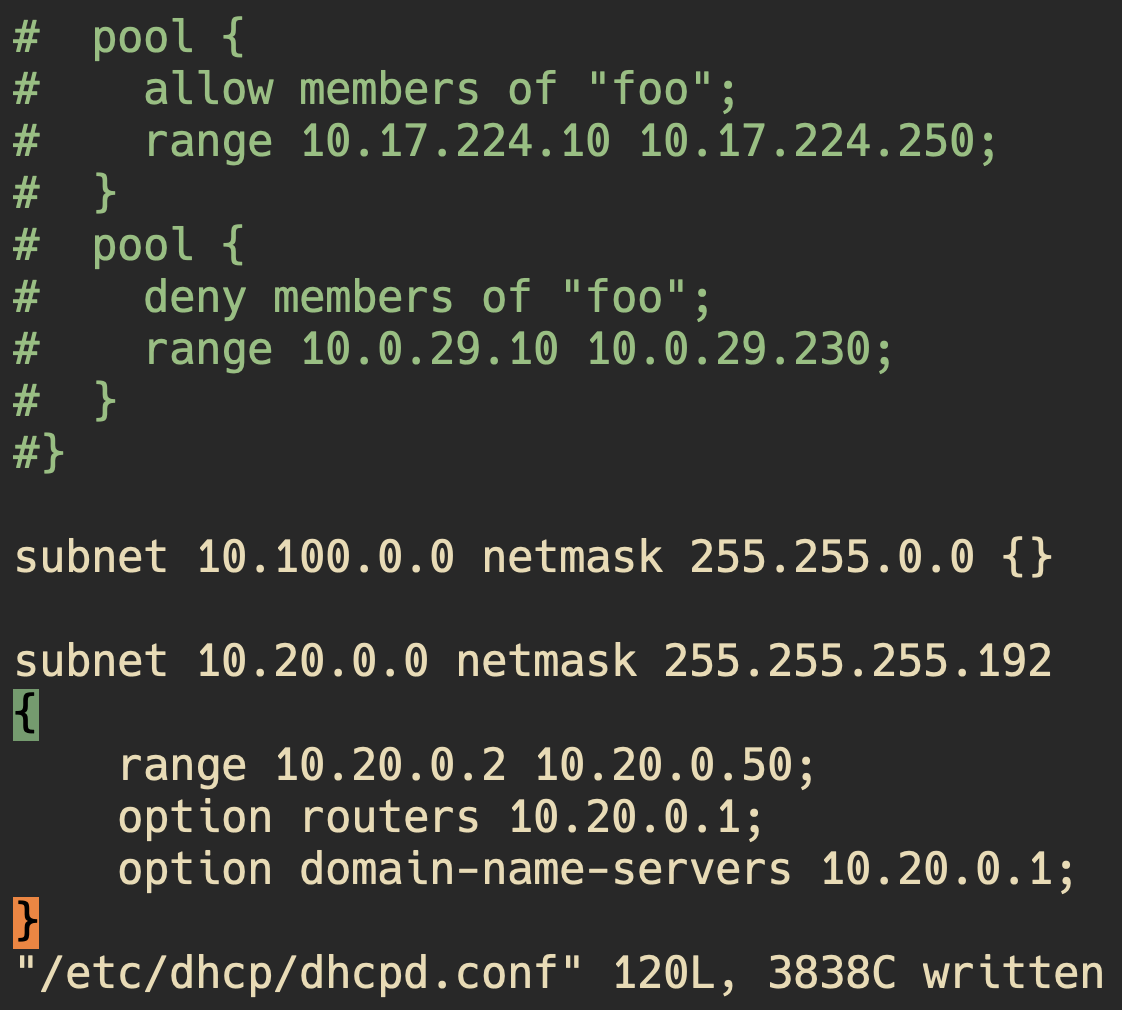 #  pool {
#    allow members of "foo";
#    range 10.17.224.10 10.17.224.250;
#  }
#  pool {
#    deny members of "foo";
#    range 10.0.29.10 10.0.29.230;
#  }
#}

subnet 10.100.0.0 netmask 255.255.0.0 {}

subnet 10.20.0.0 netmask 255.255.255.192
{
    range 10.20.0.2 10.20.0.50;
    option routers 10.20.0.1;
    option domain-name-servers 10.20.0.1;
}
"/etc/dhcp/dhcpd.conf" 120L, 3838C written